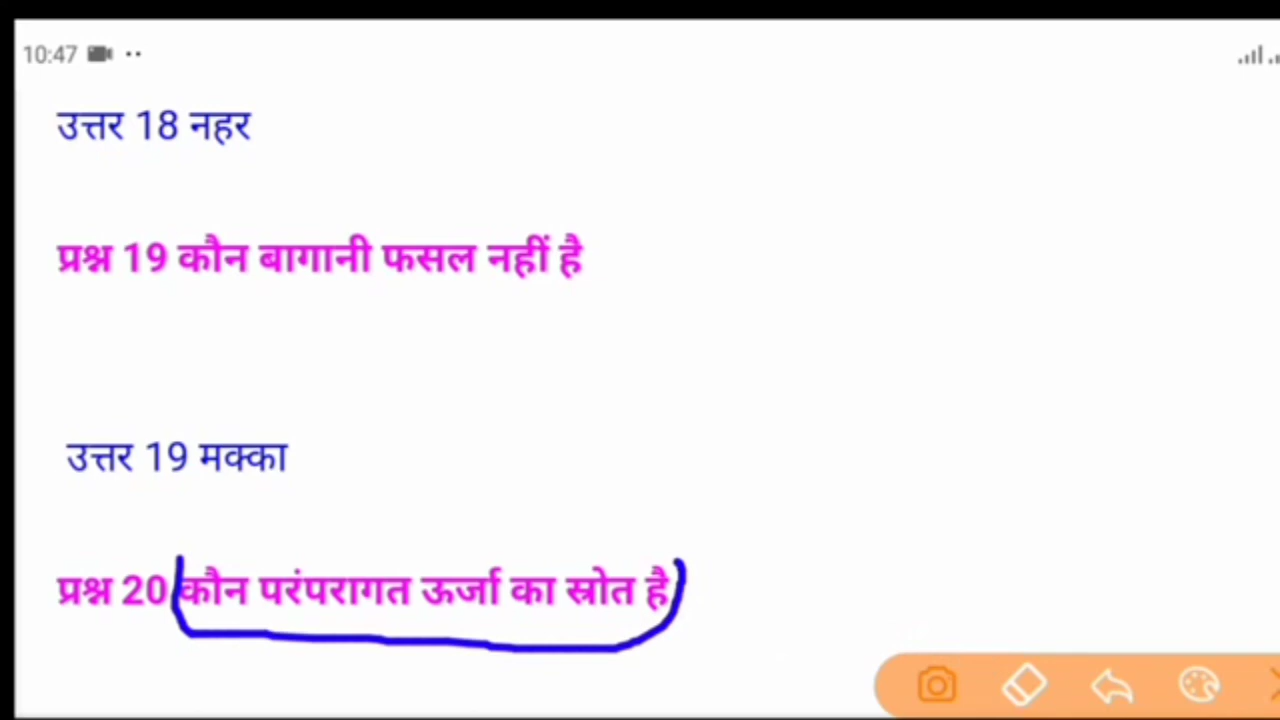 10:47
उत्तर 18 नहर
प्रश्न 19 कौन बागानी फसल नहीं है
उत्तर 19 मक्का
प्रश्न 20 कौन परंपरागत ऊर्जा का स्रोत है